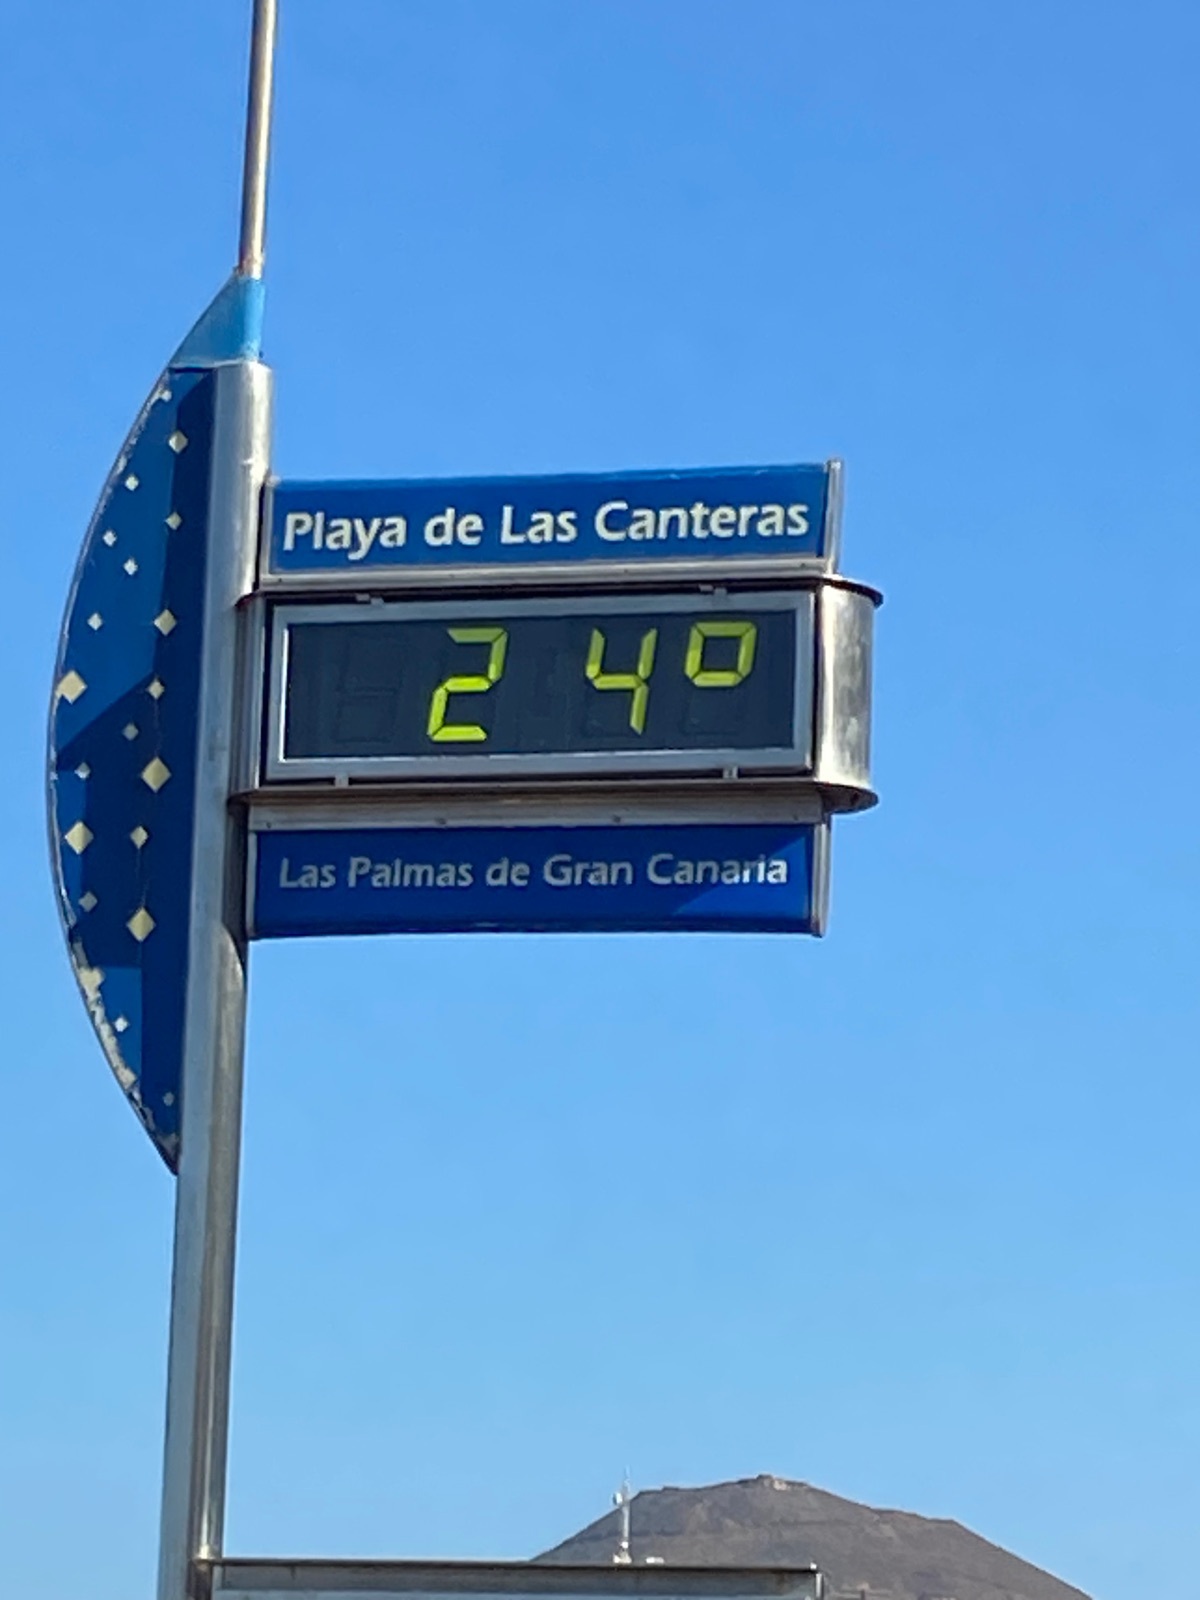 Playa de Las Canteras
24º
Las Palmas de Gran Canaria